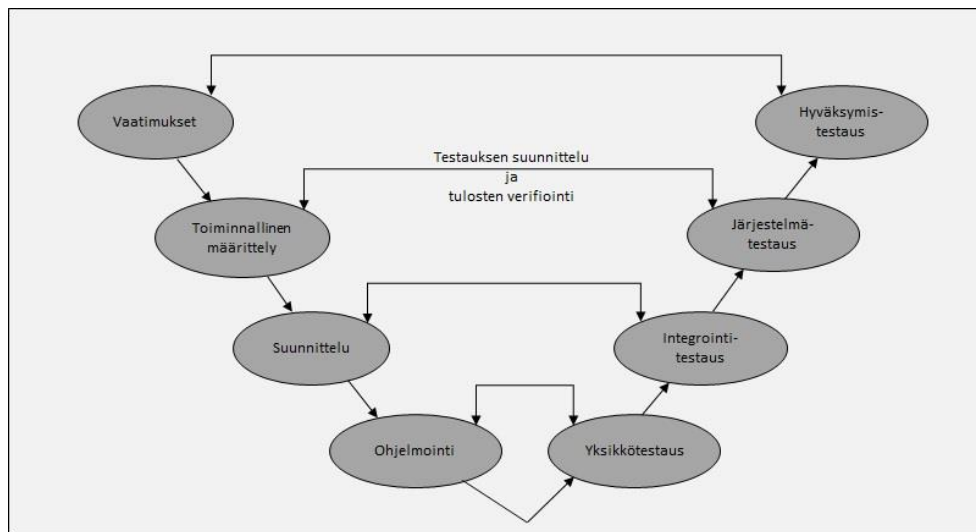 Vaatimukset
Hyväksymis-
testaus
Testauksen suunnittelu
ja
tulosten verifiointi
Toiminnallinen
määrittely
Järjestelmä-
testaus
Suunnittelu
Integrointi-
testaus
Ohjelmointi
Yksikkötestaus